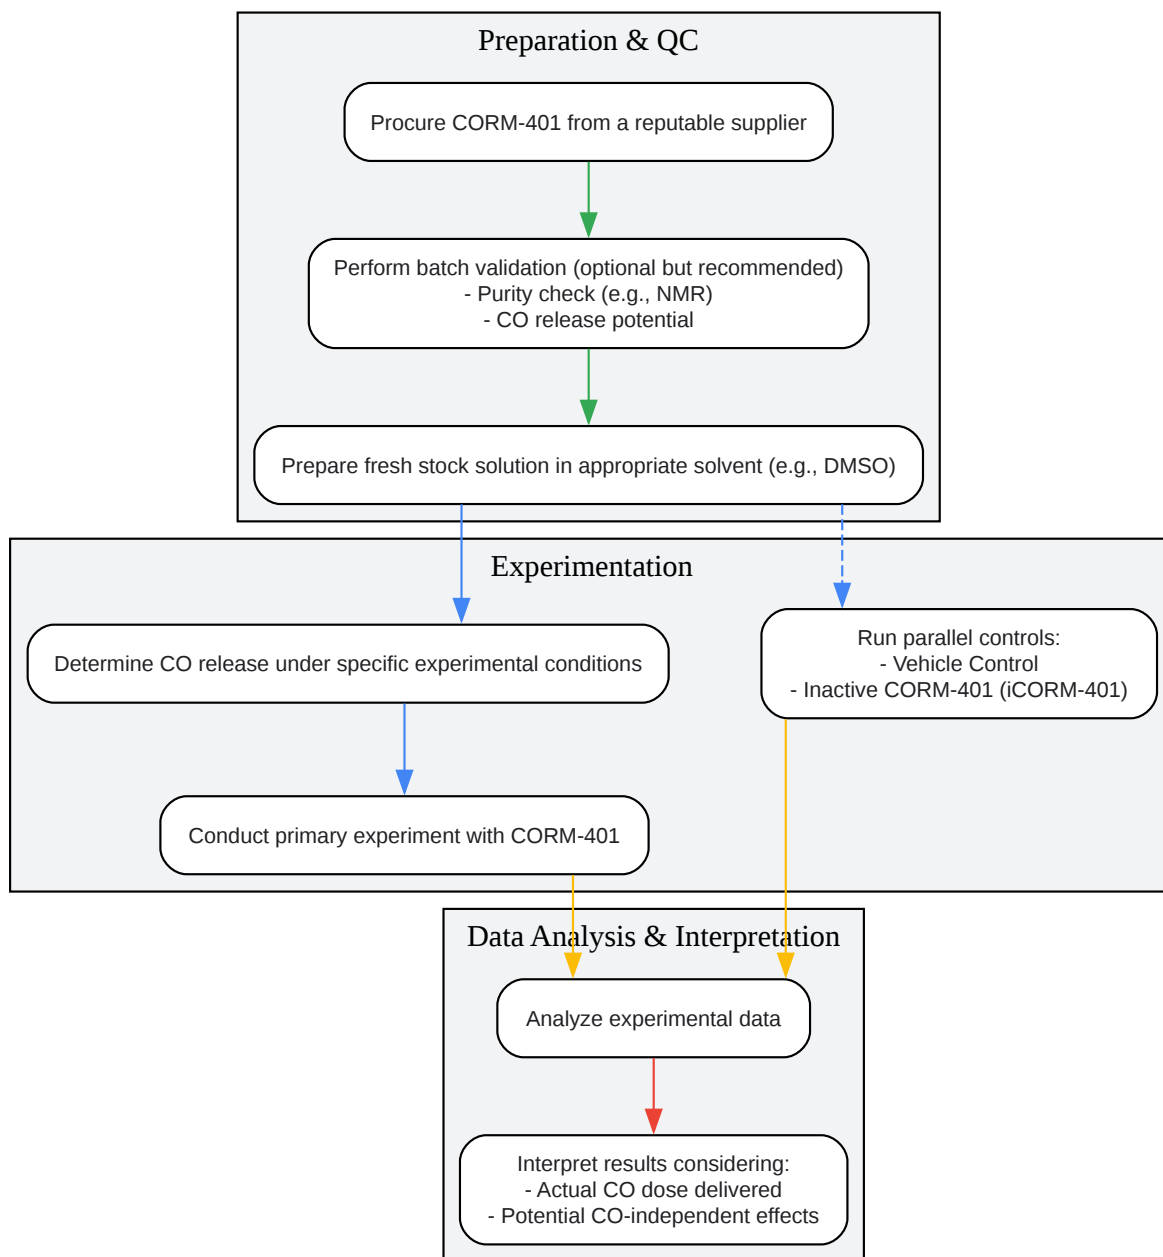 Preparation & QC
Procure CORM-401 from a reputable supplier
Perform batch validation (optional but recommended)
- Purity check (e.g., NMR)
- CO release potential
Prepare fresh stock solution in appropriate solvent (e.g., DMSO)
Experimentation
Determine CO release under specific experimental conditions
Run parallel controls:
- Vehicle Control
- Inactive CORM-401 (iCORM-401)
Conduct primary experiment with CORM-401
Data Analysis & Interpretation
Analyze experimental data
Interpret results considering:
- Actual CO dose delivered
- Potential CO-independent effects